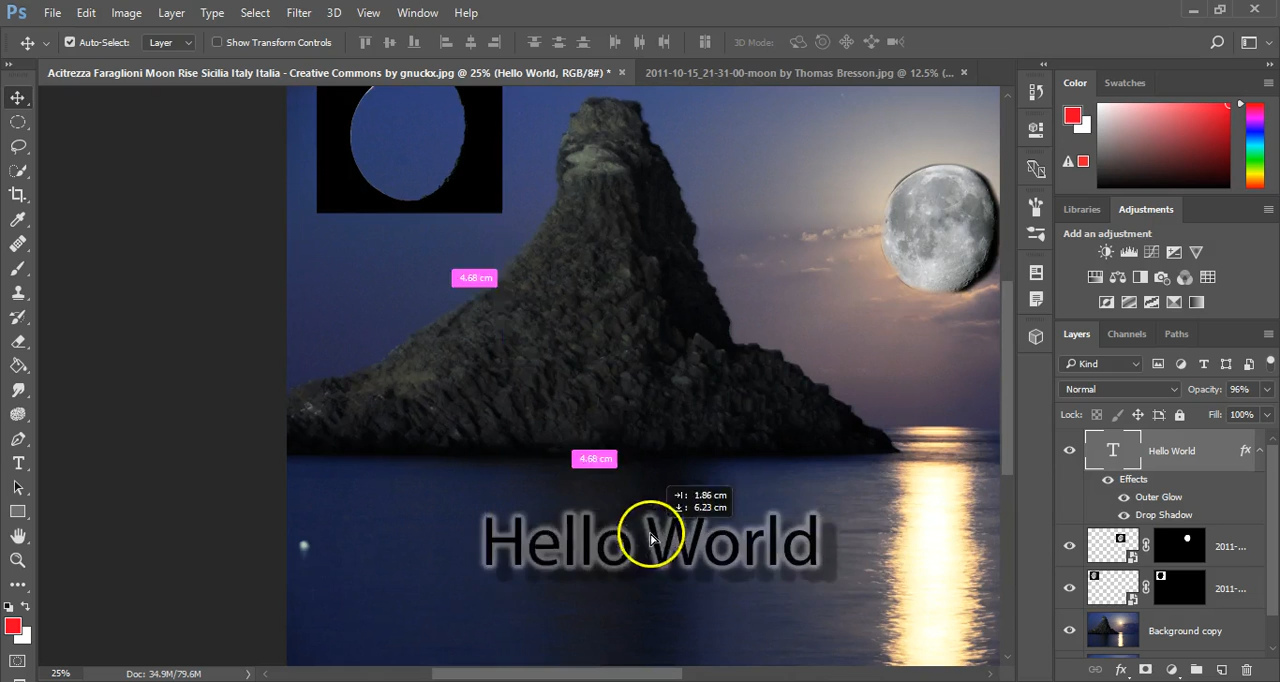 Ps File Edit Image Layer Type Select Filter 3D View Window Help
Auto-Select: Layer Show Transform Controls 3D Mode:
Acitrezza Faraglioni Moon Rise Sicilia Italy Italia - Creative Commons by gnuckx.jpg @ 25% (Hello World, RGB/8#) * × 2011-10-15_21-31-00-moon by Thomas Bresson.jpg @ 12.5% (... ×
Color Swatches
Libraries Adjustments
Add an adjustment
4.68 cm
Layers Channels Paths
Kind
Normal Opacity: 96%
Lock: Fill: 100%
T Hello World fx
4.68 cm
Effects
Outer Glow
Drop Shadow
1.86 cm
6.23 cm
Hello World
2011-...
2011-...
Background copy
25% Doc: 34.9M/79.6M
fx